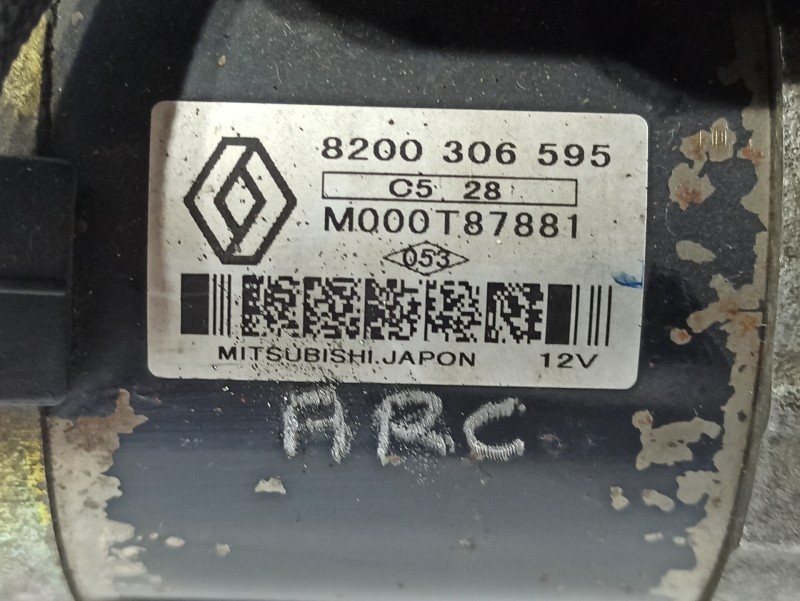 8200 306 595
C5 28
M000T87881
053
MITSUBISHI.JAPON 12V
ARC